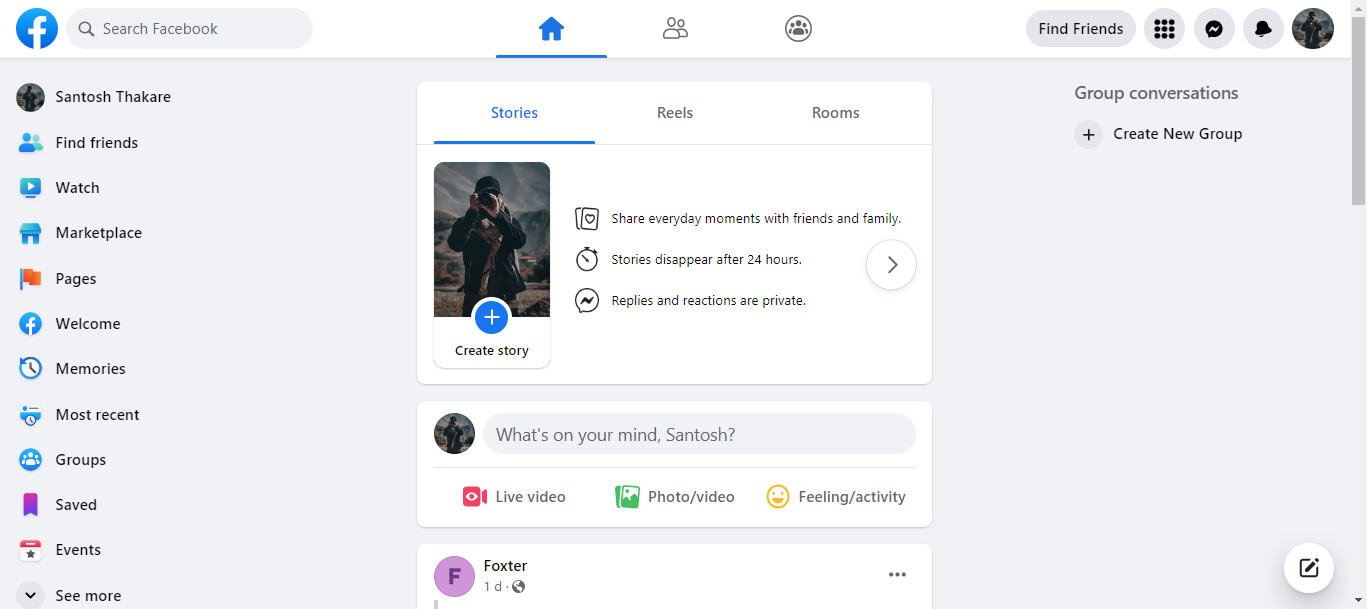 Search Facebook
Find Friends
Santosh Thakare
Find friends
Watch
Marketplace
Pages
Welcome
Memories
Most recent
Groups
Saved
Events
See more
Stories
Reels
Rooms
Create story
Share everyday moments with friends and family.
Stories disappear after 24 hours.
Replies and reactions are private.
What's on your mind, Santosh?
Live video
Photo/video
Feeling/activity
F
Foxter
1 d ·
Group conversations
Create New Group